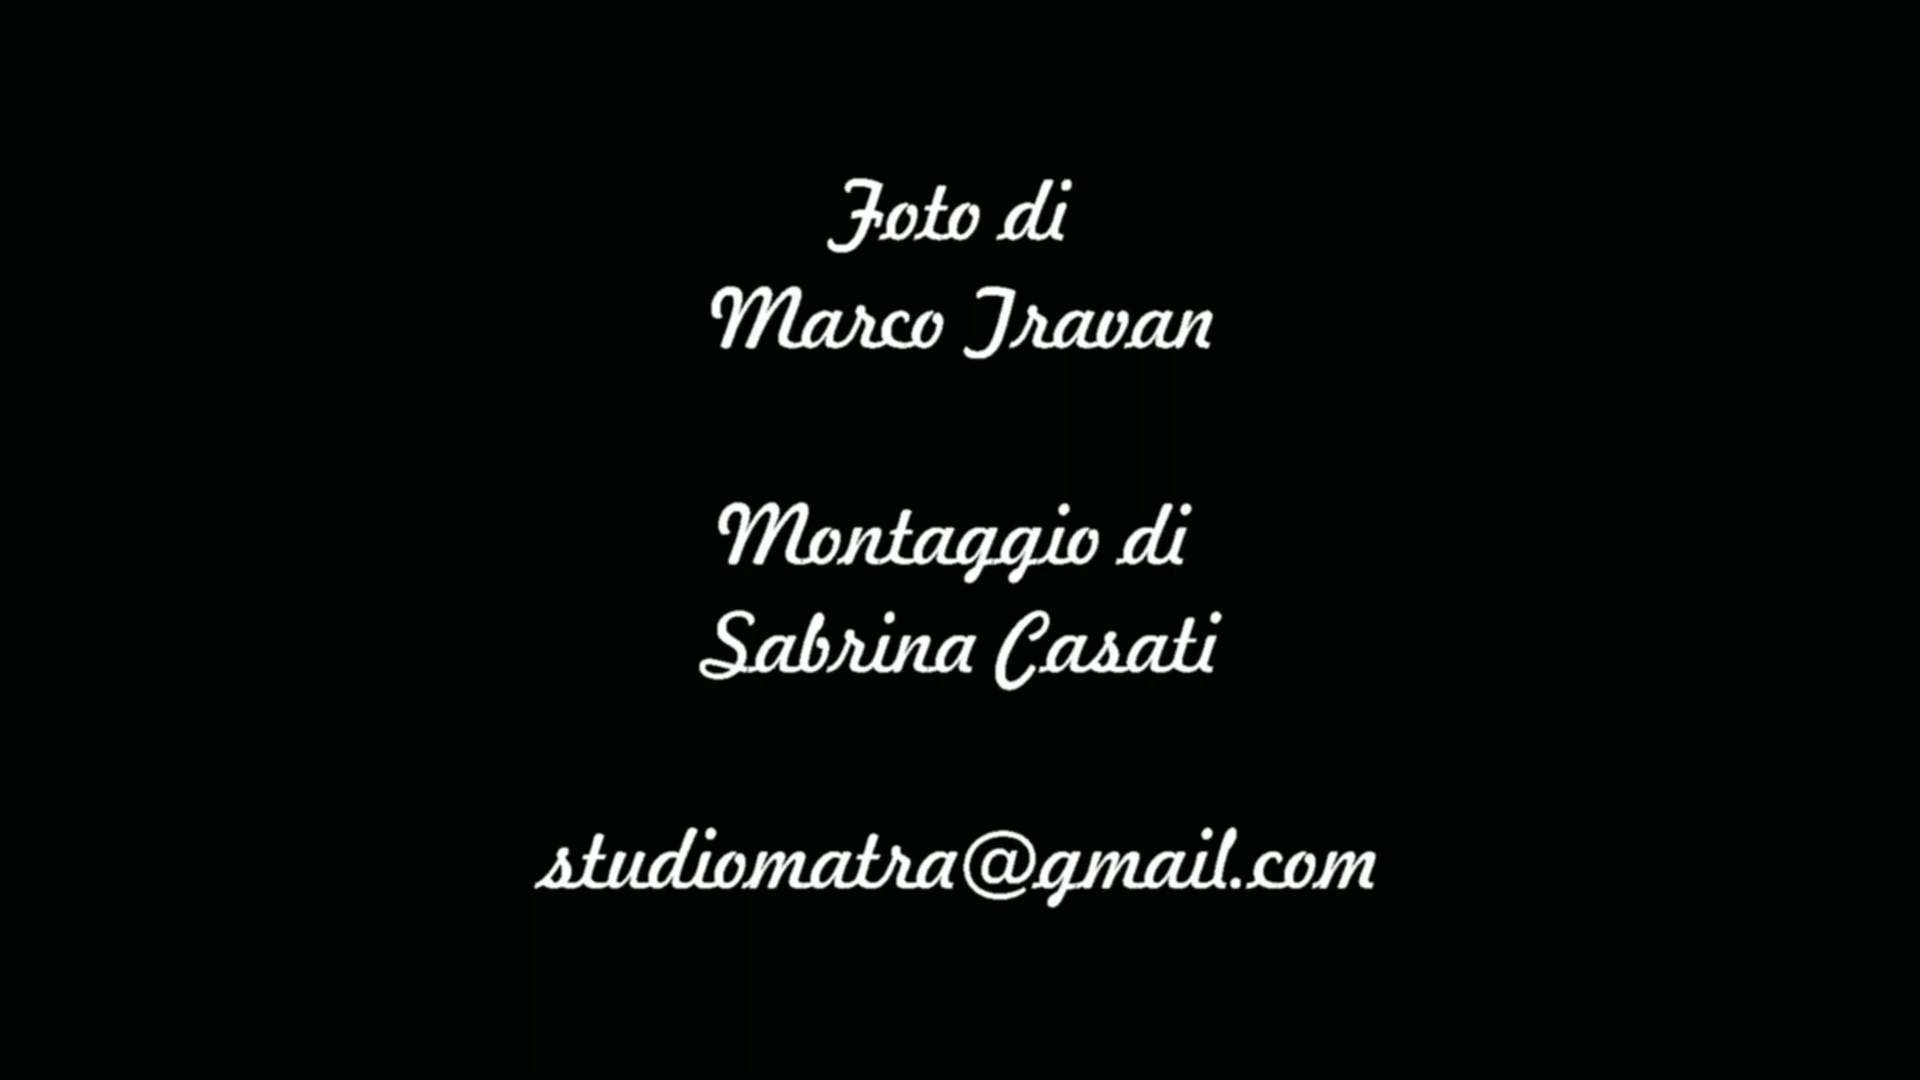 Foto di
Marco Travan
Montaggio di
Sabrina Casati
studiomatra@gmail.com